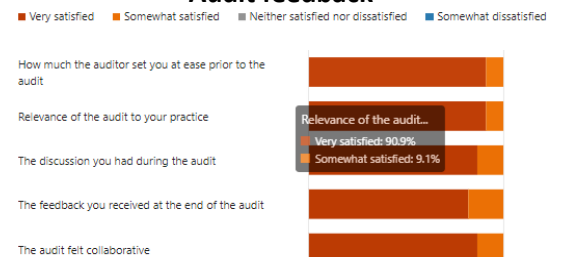 Audit feedback
Very satisfied Somewhat satisfied Neither satisfied nor dissatisfied Somewhat dissatisfied
How much the auditor set you at ease prior to the
audit
Relevance of the audit to your practice
Relevance of the audit...
Very satisfied: 90.9%
Somewhat satisfied: 9.1%
The discussion you had during the audit
The feedback you received at the end of the audit
The audit felt collaborative